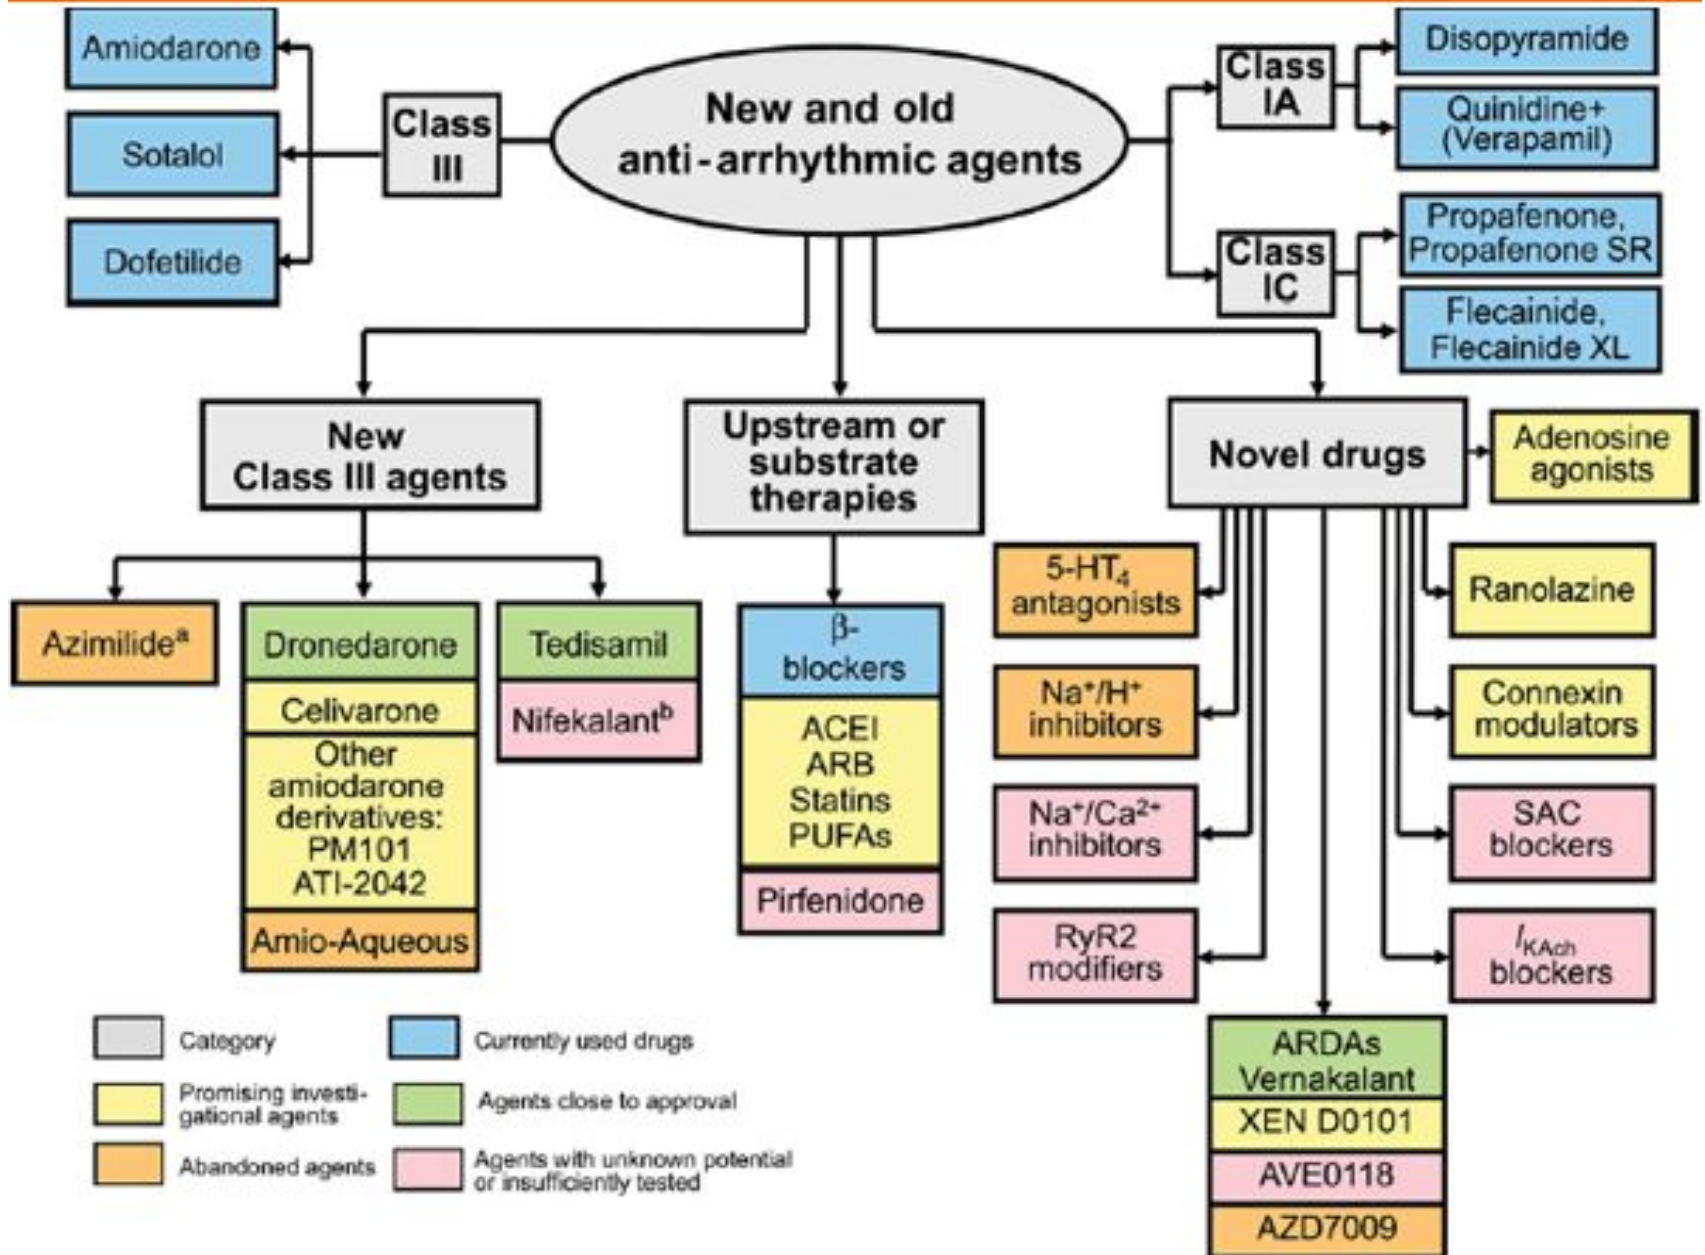 Amiodarone
Sotalol
Dofetilide
Class
III
New and old
anti-arrhythmic agents
Class
IA
Disopyramide
Quinidine+
(Verapamil)
Class
IC
Propafenone,
Propafenone SR
Flecainide,
Flecainide XL
New
Class III agents
Upstream or
substrate
therapies
Novel drugs
Adenosine
agonists
Azimilideᵃ
Dronedarone
Celivarone
Other
amiodarone
derivatives:
PM101
ATI-2042
Amio-Aqueous
Tedisamil
Nifekalantᵇ
β-
blockers
ACEI
ARB
Statins
PUFAs
Pirfenidone
5-HT₄
antagonists
Na⁺/H⁺
inhibitors
Na⁺/Ca²⁺
inhibitors
RyR2
modifiers
Ranolazine
Connexin
modulators
SAC
blockers
IKAch
blockers
ARDAs
Vernakalant
XEN D0101
AVE0118
AZD7009
Category
Currently used drugs
Promising investi-
gational agents
Agents close to approval
Abandoned agents
Agents with unknown potential
or insufficiently tested